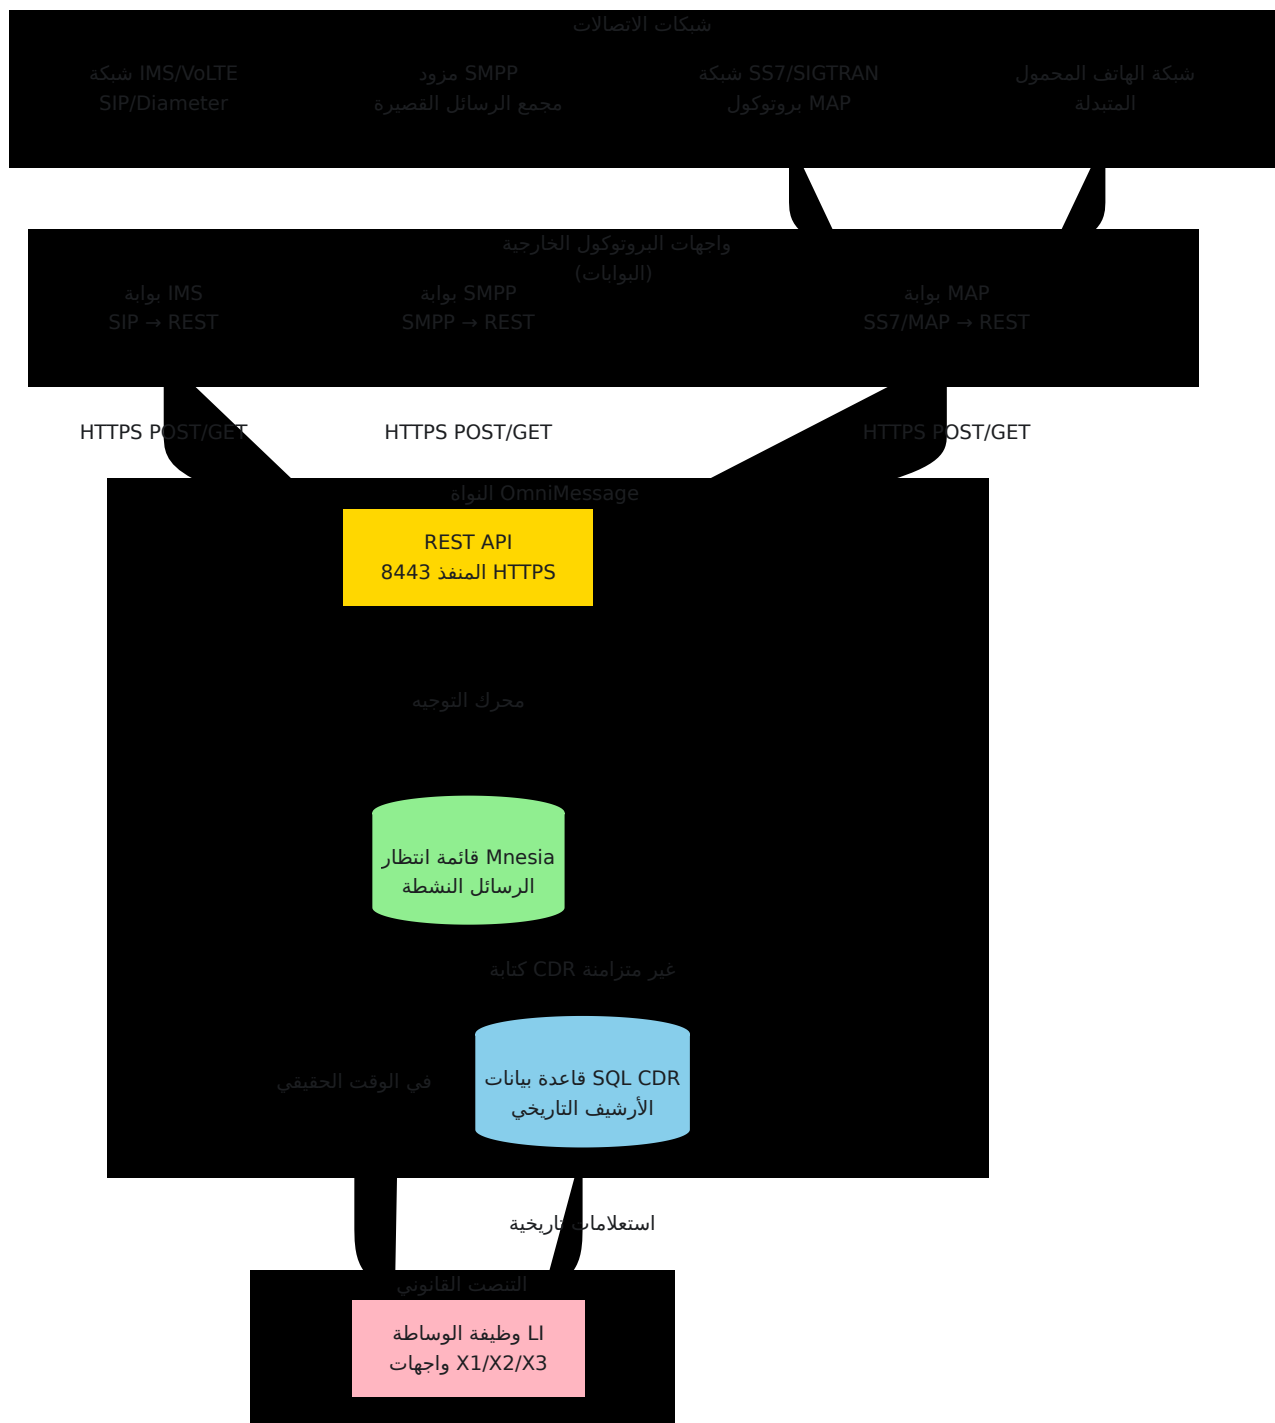 شبكات الاتصالات
شبكة IMS/VoLTE
SIP/Diameter
مزود SMPP
مجمع الرسائل القصيرة
شبكة SS7/SIGTRAN
بروتوكول MAP
شبكة الهاتف المحمول
المتبدلة
واجهات البروتوكول الخارجية
(البوابات)
بوابة IMS
SIP → REST
بوابة SMPP
SMPP → REST
بوابة MAP
SS7/MAP → REST
HTTPS POST/GET
HTTPS POST/GET
HTTPS POST/GET
النواة OmniMessage
REST API
المنفذ 8443 HTTPS
محرك التوجيه
قائمة انتظار Mnesia
الرسائل النشطة
كتابة CDR غير متزامنة
في الوقت الحقيقي
قاعدة بيانات SQL CDR
الأرشيف التاريخي
استعلامات تاريخية
التنصت القانوني
وظيفة الوساطة LI
واجهات X1/X2/X3